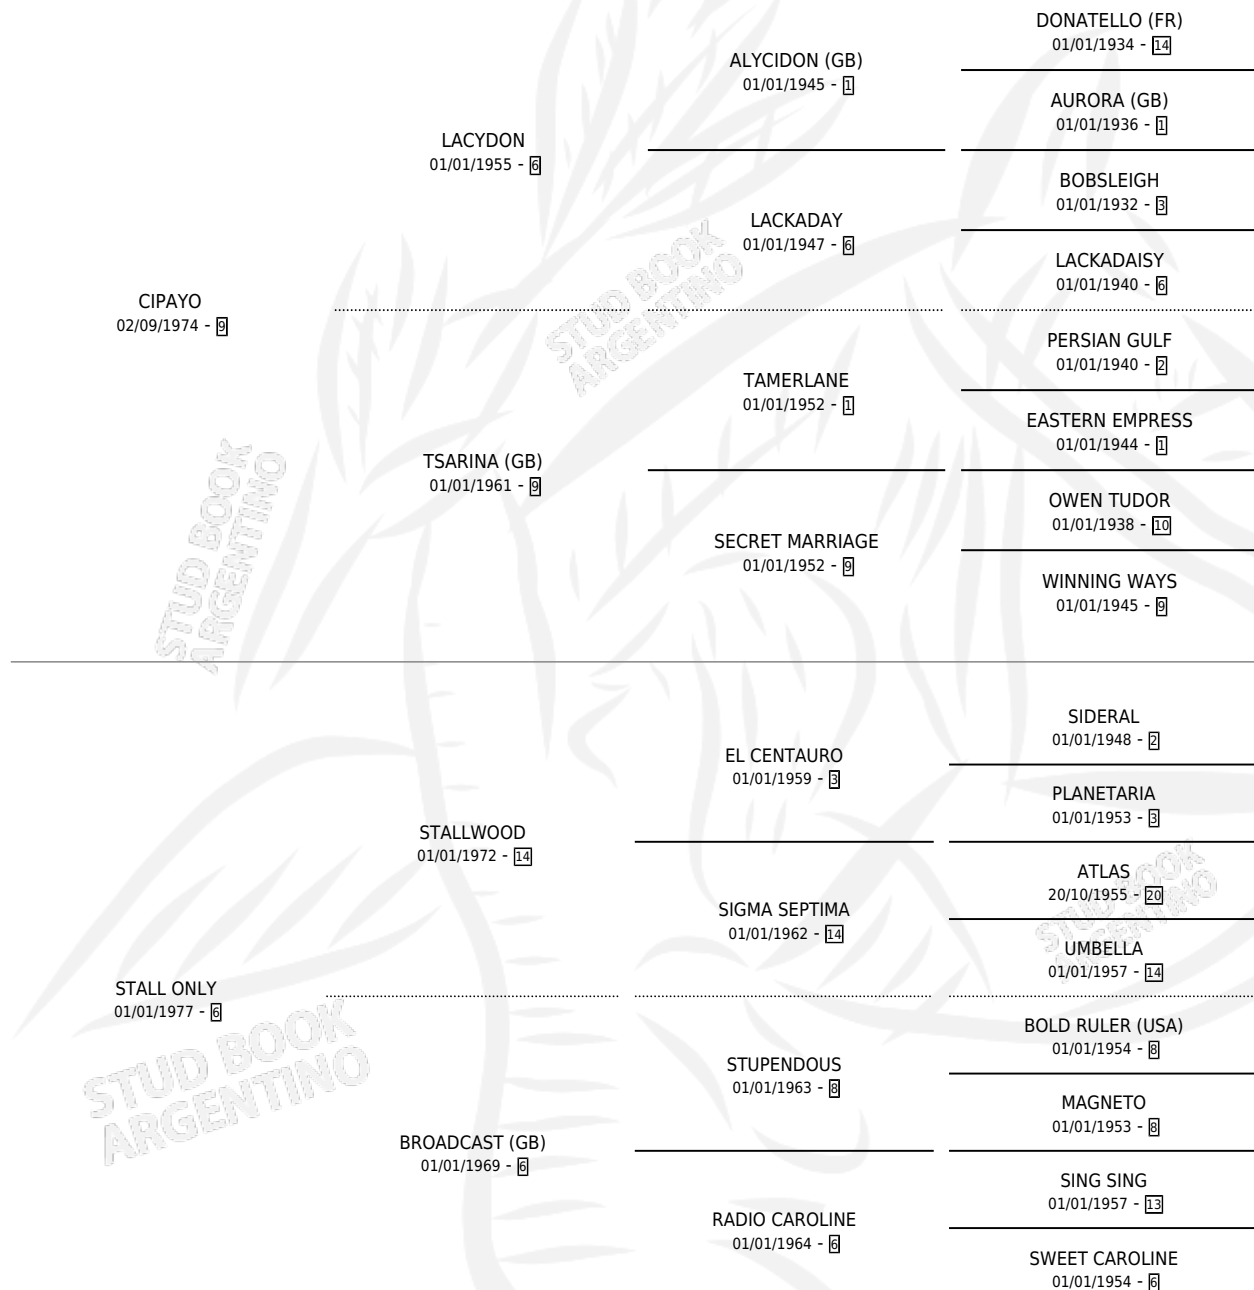 DONATELLO (FR)
01/01/1934 - 14
ALYCIDON (GB)
01/01/1945 - 1
AURORA (GB)
01/01/1936 - 1
LACYDON
01/01/1955 - 6
BOBSLEIGH
01/01/1932 - 3
LACKADAY
01/01/1947 - 6
LACKADAISY
01/01/1940 - 6
CIPAYO
02/09/1974 - 9
PERSIAN GULF
01/01/1940 - 2
TAMERLANE
01/01/1952 - 1
EASTERN EMPRESS
01/01/1944 - 1
TSARINA (GB)
01/01/1961 - 9
OWEN TUDOR
01/01/1938 - 10
SECRET MARRIAGE
01/01/1952 - 9
WINNING WAYS
01/01/1945 - 9
STUD BOOK
ARGENTINO
STUD BOOK
ARGENTINO
SIDERAL
01/01/1948 - 2
EL CENTAURO
01/01/1959 - 3
PLANETARIA
01/01/1953 - 3
STALLWOOD
01/01/1972 - 14
ATLAS
20/10/1955 - 20
SIGMA SEPTIMA
01/01/1962 - 14
UMBELLA
01/01/1957 - 14
STUD BOOK
ARGENTINO
STALL ONLY
01/01/1977 - 6
BOLD RULER (USA)
01/01/1954 - 8
STUPENDOUS
01/01/1963 - 8
MAGNETO
01/01/1953 - 8
STUD BOOK
ARGENTINO
BROADCAST (GB)
01/01/1969 - 6
SING SING
01/01/1957 - 13
RADIO CAROLINE
01/01/1964 - 6
SWEET CAROLINE
01/01/1954 - 6